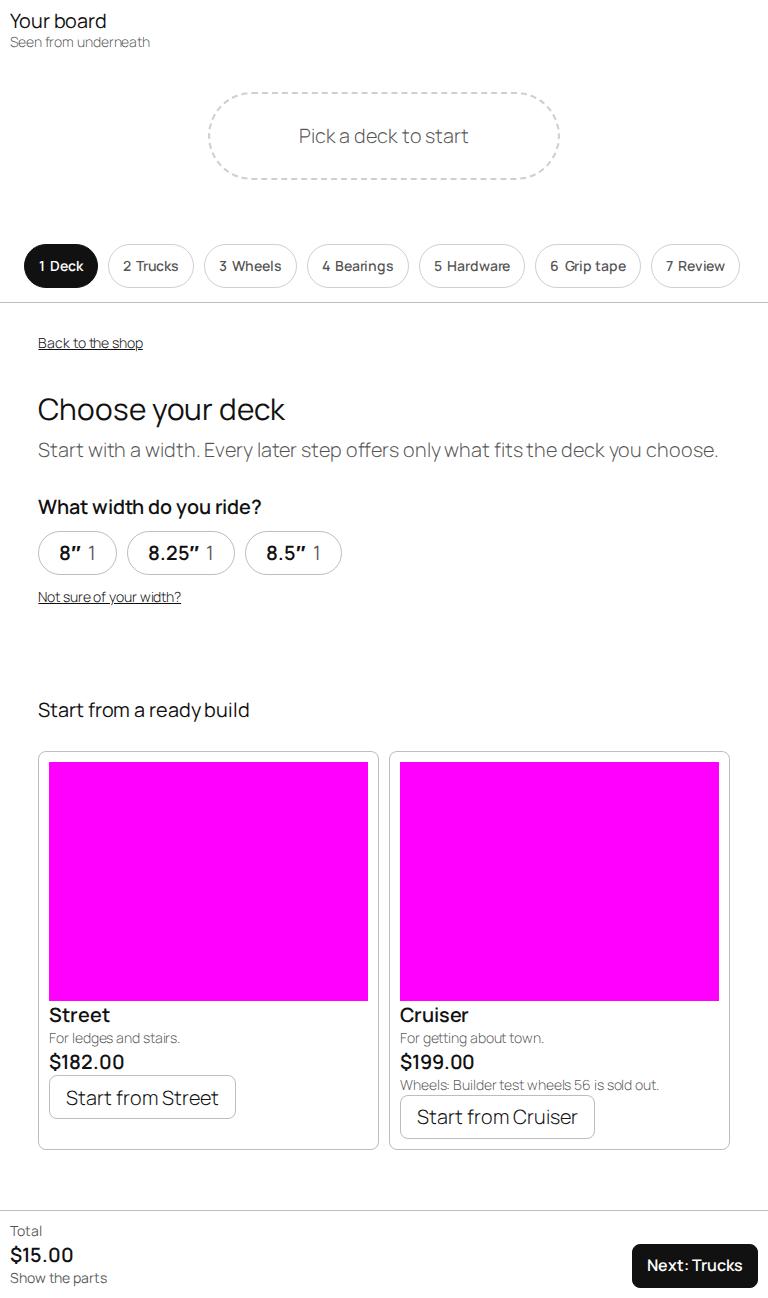 Your board
Seen from underneath
Pick a deck to start
1 Deck
2 Trucks
3 Wheels
4 Bearings
5 Hardware
6 Grip tape
7 Review
Back to the shop
Choose your deck
Start with a width. Every later step offers only what fits the deck you choose.
What width do you ride?
8″ 1
8.25″ 1
8.5″ 1
Not sure of your width?
Start from a ready build
Street
For ledges and stairs.
$182.00
Start from Street
Cruiser
For getting about town.
$199.00
Wheels: Builder test wheels 56 is sold out.
Start from Cruiser
Total
$15.00
Show the parts
Next: Trucks